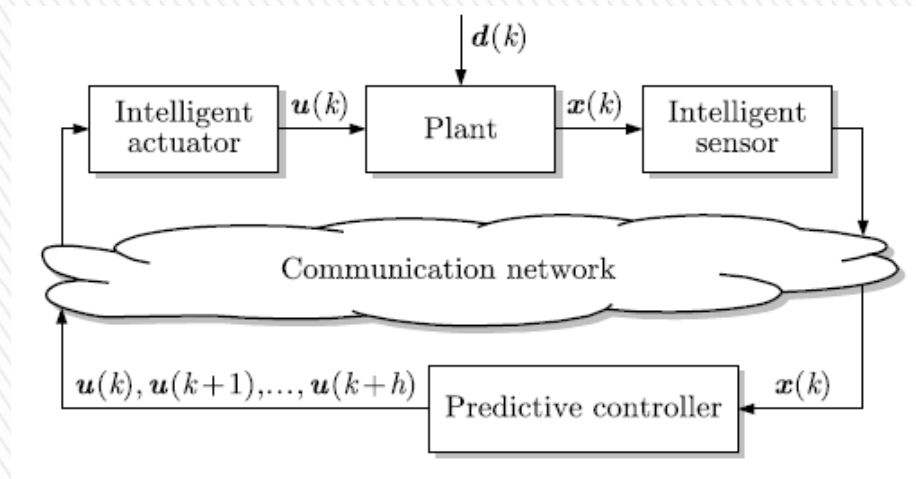 d(k)
Intelligent
actuator
u(k)
Plant
x(k)
Intelligent
sensor
Communication network
u(k), u(k+1),..., u(k+h)
Predictive controller
x(k)